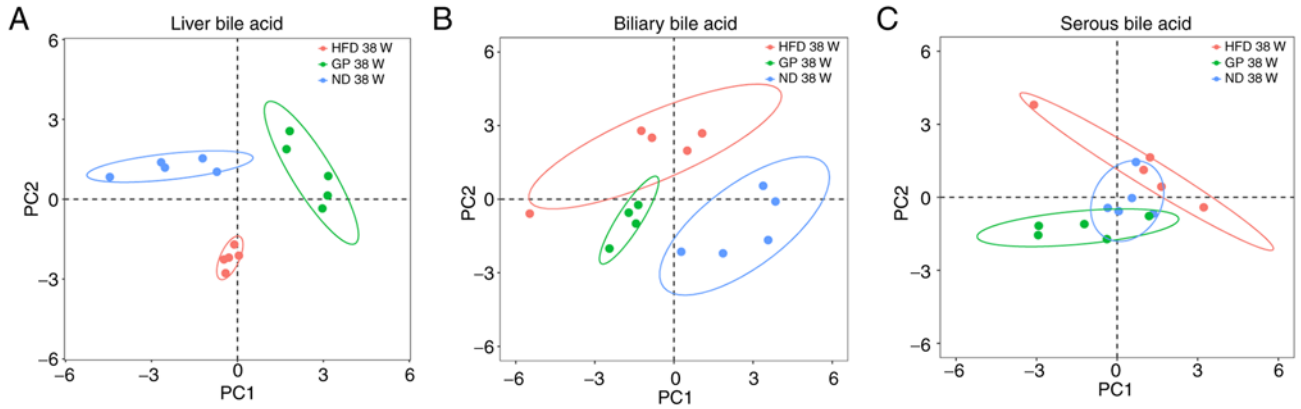 A
Liver bile acid
HFD 38 W
GP 38 W
ND 38 W
6
3
0
−3
−6
PC2
−6
−3
0
3
6
PC1
B
Biliary bile acid
HFD 38 W
GP 38 W
ND 38 W
6
3
0
−3
−6
PC2
−6
−3
0
3
6
PC1
C
Serous bile acid
HFD 38 W
GP 38 W
ND 38 W
6
3
0
−3
−6
PC2
−6
−3
0
3
6
PC1